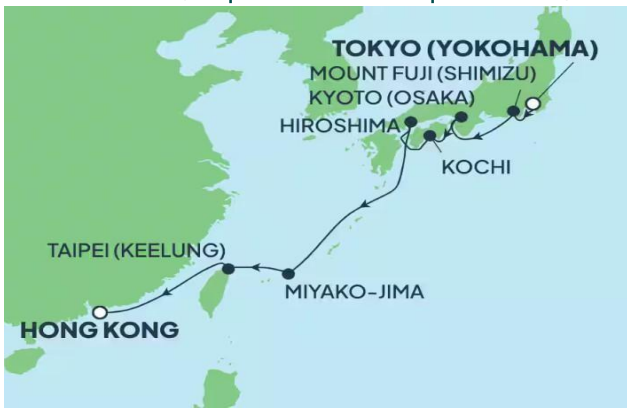 TOKYO (YOKOHAMA)
MOUNT FUJI (SHIMIZU)
KYOTO (OSAKA)
HIROSHIMA
KOCHI
TAIPEI (KEELUNG)
MIYAKO-JIMA
HONG KONG